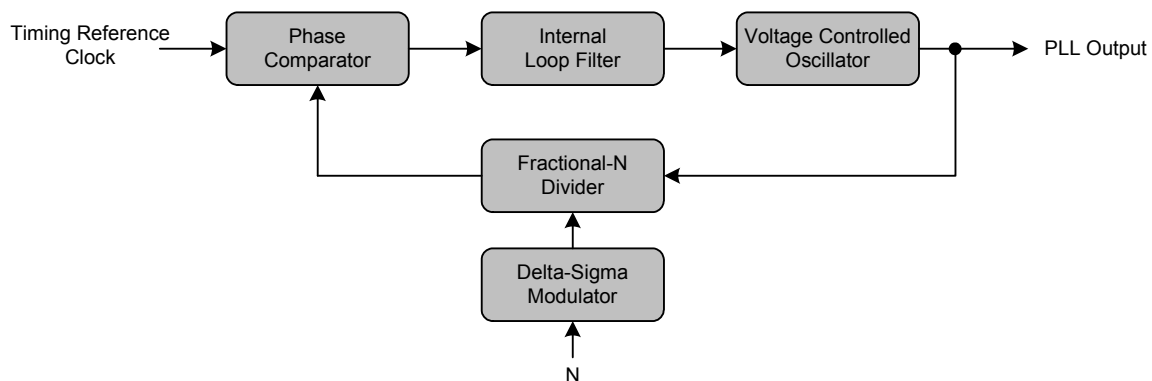 Timing Reference
Clock
Phase
Comparator
Internal
Loop Filter
Voltage Controlled
Oscillator
PLL Output
Fractional-N
Divider
Delta-Sigma
Modulator
N